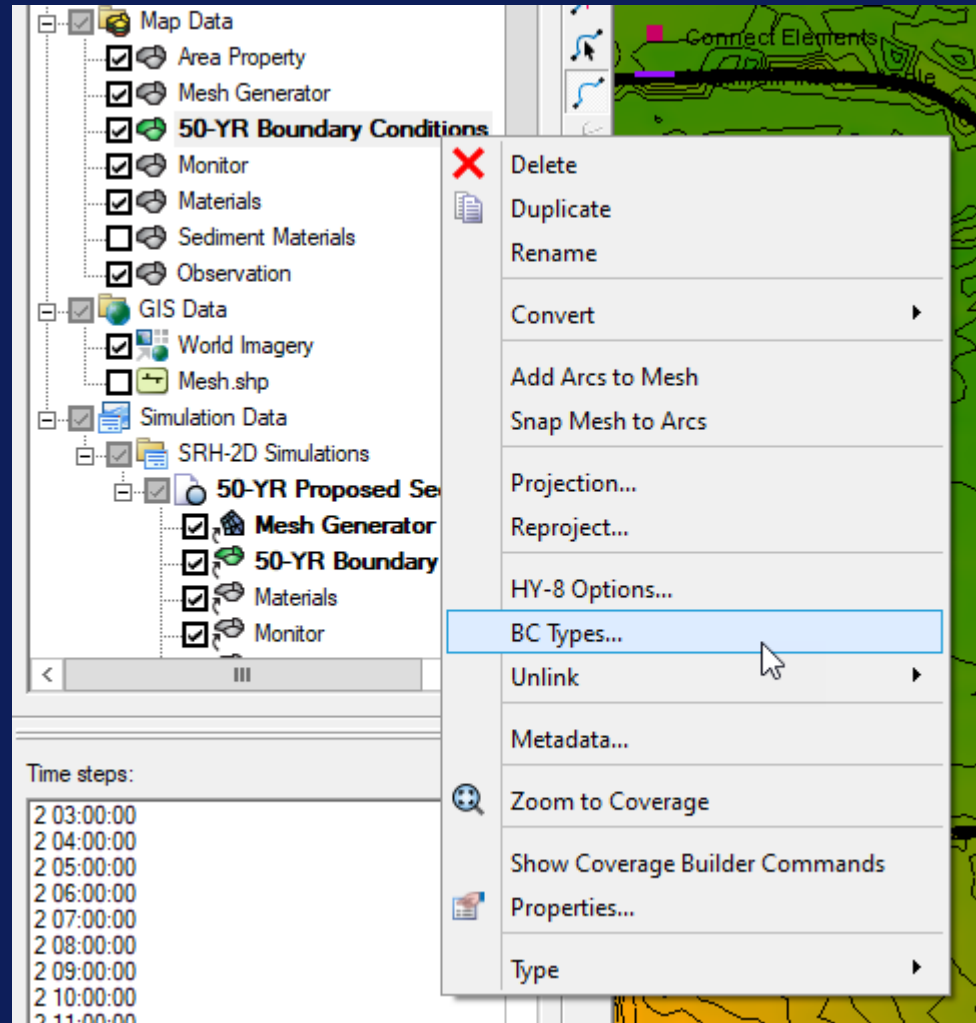 Map Data
Area Property
Mesh Generator
50-YR Boundary Conditions
Monitor
Materials
Sediment Materials
Observation
GIS Data
World Imagery
Mesh.shp
Simulation Data
SRH-2D Simulations
50-YR Proposed Se
Mesh Generator
50-YR Boundary
Materials
Monitor
Time steps:
2 03:00:00
2 04:00:00
2 05:00:00
2 06:00:00
2 07:00:00
2 08:00:00
2 09:00:00
2 10:00:00
2 11:00:00
Delete
Duplicate
Rename
Convert
Add Arcs to Mesh
Snap Mesh to Arcs
Projection...
Reproject...
HY-8 Options...
BC Types...
Unlink
Metadata...
Zoom to Coverage
Show Coverage Builder Commands
Properties...
Type
Connect Elements